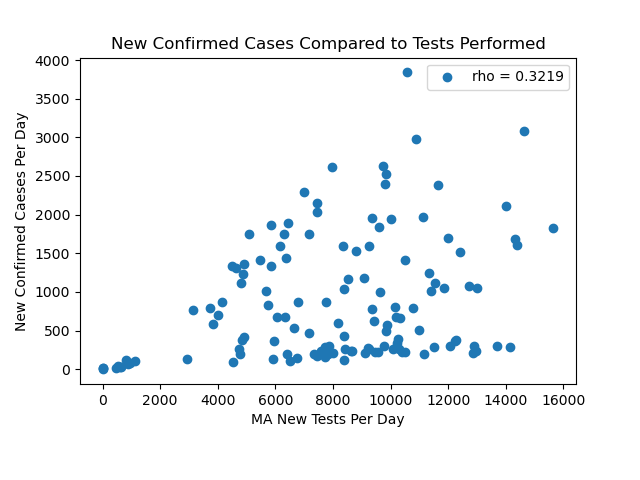 New Confirmed Cases Compared to Tests Performed
rho = 0.3219
New Confirmed Caeses Per Day
4000
3500
3000
2500
2000
1500
1000
500
0
0 2000 4000 6000 8000 10000 12000 14000 16000
MA New Tests Per Day